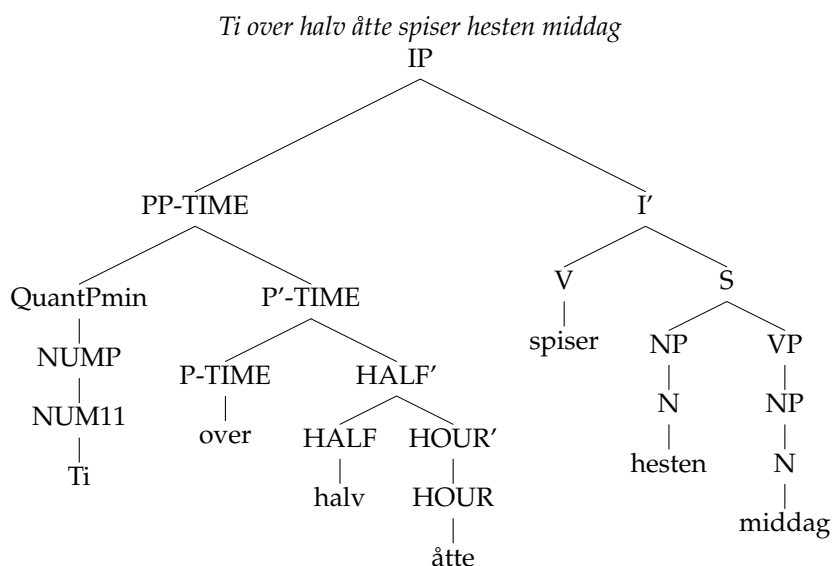 Ti over halv åtte spiser hesten middag
IP
PP-TIME I'
QuantPmin P'-TIME V S
NUMP P-TIME HALF' spiser NP VP
NUM11 over HALF HOUR' N NP
Ti halv HOUR hesten N
åtte middag